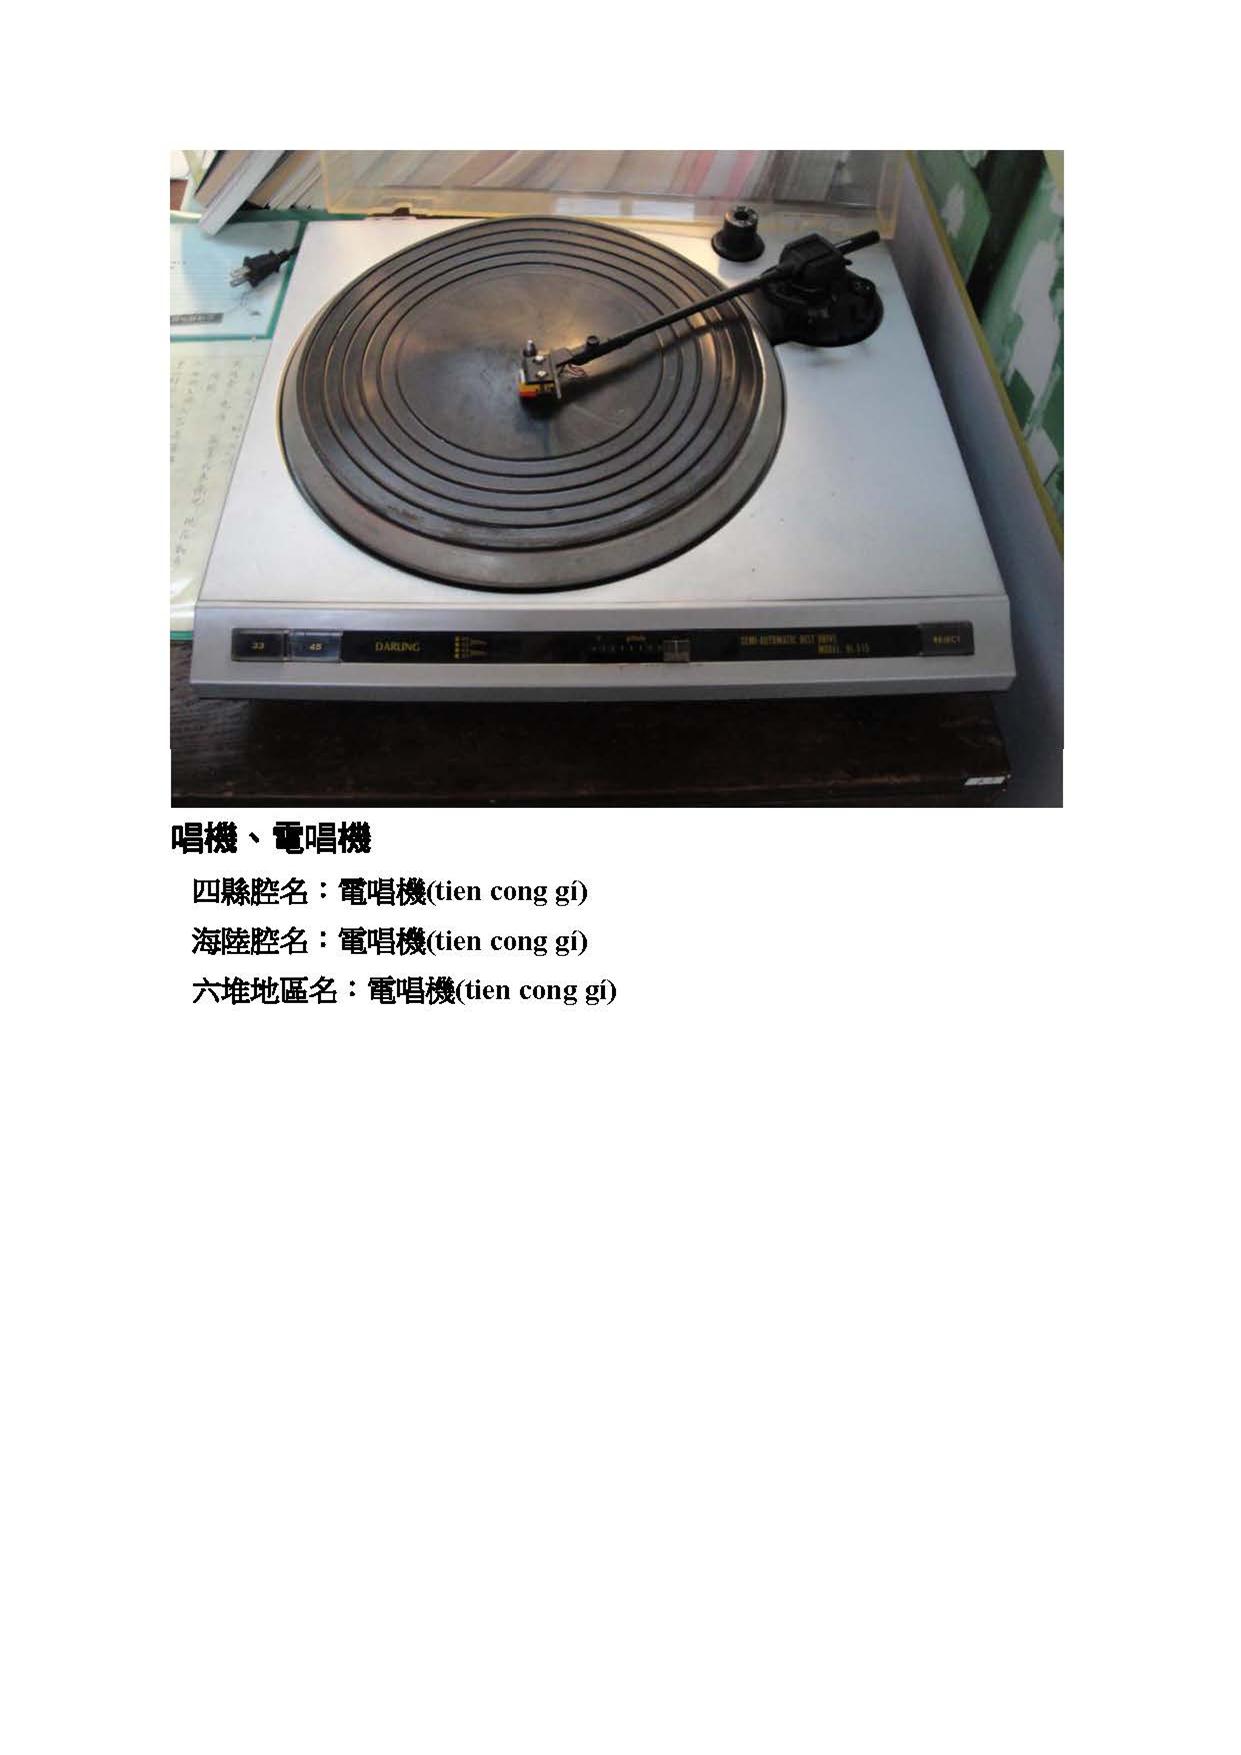 33 45 DARLING SEMI-AUTOMATIC BELT DRIVE REJECT
唱機、電唱機
四縣腔名：電唱機(tien cong gí)
海陸腔名：電唱機(tien cong gí)
六堆地區名：電唱機(tien cong gí)